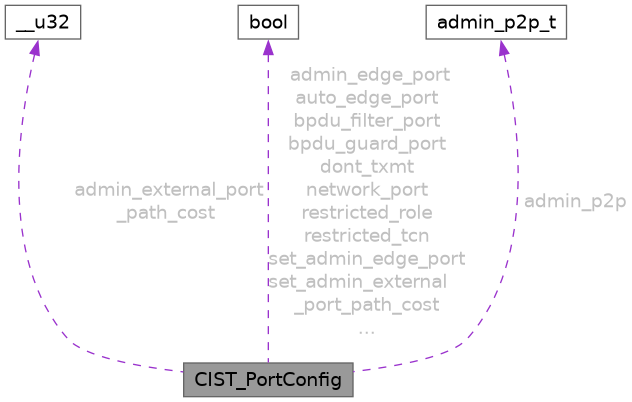 __u32
bool
admin_p2p_t
admin_external_port
_path_cost
admin_edge_port
auto_edge_port
bpdu_filter_port
bpdu_guard_port
dont_txmt
network_port
restricted_role
restricted_tcn
set_admin_edge_port
set_admin_external
_port_path_cost
...
admin_p2p
CIST_PortConfig